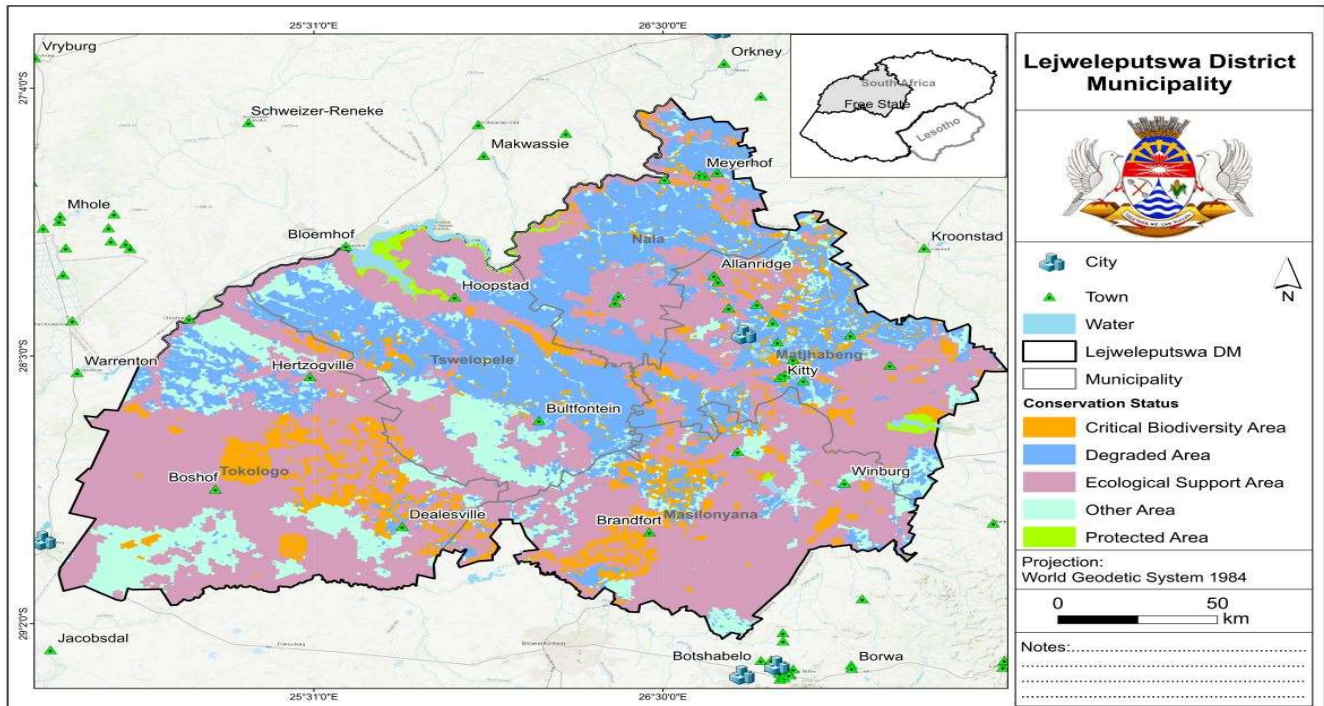 25°31'0"E
26°30'0"E
Vryburg
Orkney
27°4'0"S
Schweizer-Reneke
Makwassie
Meyerhof
Mhole
Bloemhof
Kroonstad
Nala
Allanridge
Hoopstad
28°30'0"S
Warrenton
Tswelopele
Matjhabeng
Hertzogville
Kitty
Bultfontein
Tokologo
Boshof
Winburg
Dealesville
Masilonyana
Brandfort
29°20'0"S
Jacobsdal
Botshabelo
Borwa
25°31'0"E
26°30'0"E
South Africa
Free State
Lesotho
Lejweleputswa District
Municipality
City
N
Town
Water
Lejweleputswa DM
Municipality
Conservation Status
Critical Biodiversity Area
Degraded Area
Ecological Support Area
Other Area
Protected Area
Projection:
World Geodetic System 1984
0 50
km
Notes: